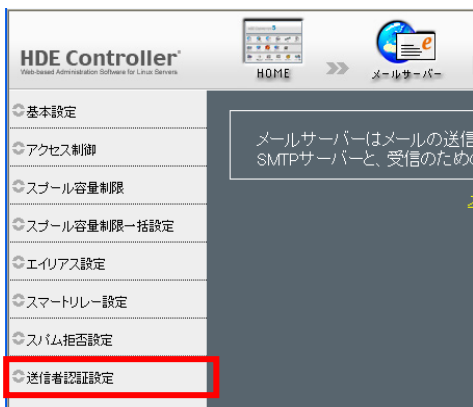 HDE Controller
Web-based Administration Software for Linux Servers
HOME
メールサーバー
基本設定
アクセス制御
スプール容量制限
スプール容量制限一括設定
エイリアス設定
スマートリレー設定
スパム拒否設定
送信者認証設定
メールサーバーはメールの送信
SMTPサーバーと、受信のための